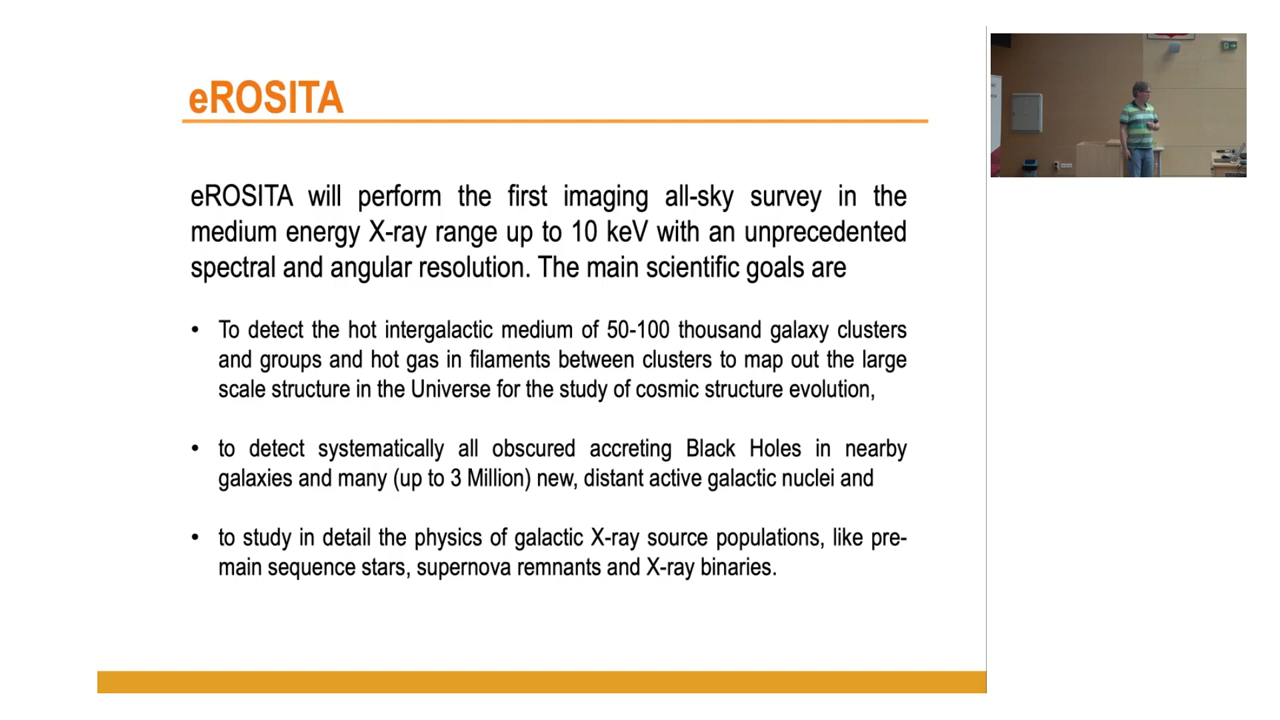 eROSITA
eROSITA will perform the first imaging all-sky survey in the
medium energy X-ray range up to 10 keV with an unprecedented
spectral and angular resolution. The main scientific goals are
• To detect the hot intergalactic medium of 50-100 thousand galaxy clusters
and groups and hot gas in filaments between clusters to map out the large
scale structure in the Universe for the study of cosmic structure evolution,
• to detect systematically all obscured accreting Black Holes in nearby
galaxies and many (up to 3 Million) new, distant active galactic nuclei and
• to study in detail the physics of galactic X-ray source populations, like pre-
main sequence stars, supernova remnants and X-ray binaries.